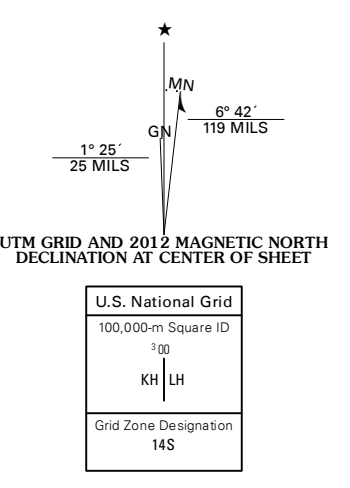 ★
MN
GN
6° 42´
119 MILS
1° 25´
25 MILS
UTM GRID AND 2012 MAGNETIC NORTH
DECLINATION AT CENTER OF SHEET
U.S. National Grid
100,000-m Square ID
³00
KH LH
Grid Zone Designation
14S